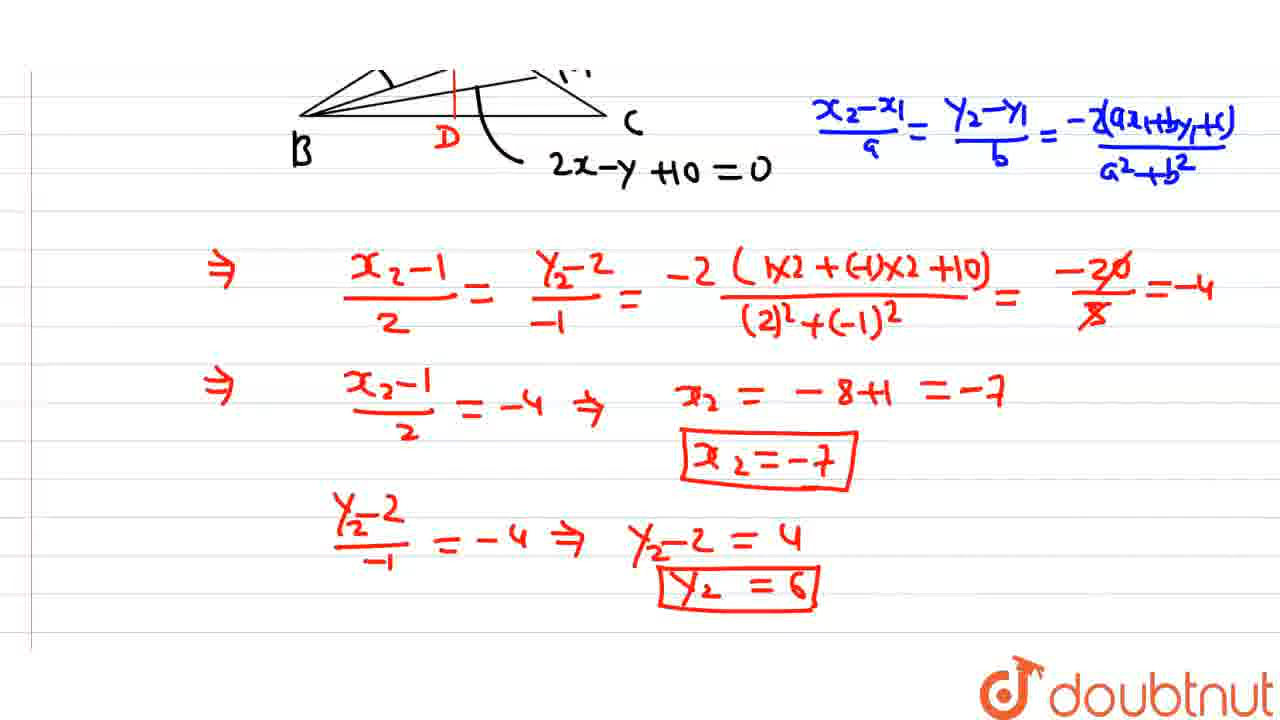 B D C
2x-y+10=0
(x₂-x₁)/a = (y₂-y₁)/b = -2(ax₁+by₁+c)/(a²+b²)
⇒ (x₂-1)/2 = (y₂-2)/-1 = -2(1×2+(-1)×2+10)/((2)²+(-1)²) = -20/5 = -4
⇒ (x₂-1)/2 = -4 ⇒ x₂ = -8+1 = -7
x₂ = -7
(y₂-2)/-1 = -4 ⇒ y₂-2 = 4
y₂ = 6
doubtnut